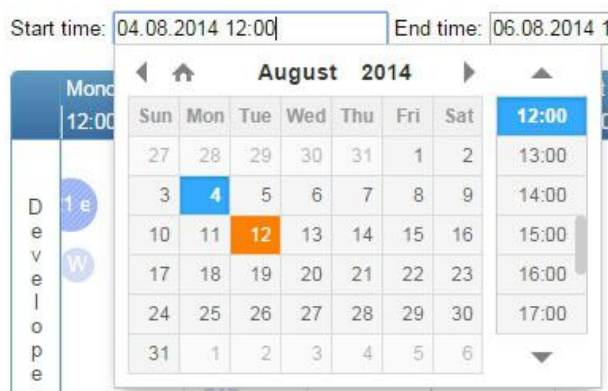 Start time: 04.08.2014 12:00 End time: 06.08.2014 1
August 2014
Mond
12:00
Sun Mon Tue Wed Thu Fri Sat
27 28 29 30 31 1 2
3 4 5 6 7 8 9
10 11 12 13 14 15 16
17 18 19 20 21 22 23
24 25 26 27 28 29 30
31 1 2 3 4 5 6
12:00
13:00
14:00
15:00
16:00
17:00
1 e
W
D
e
v
e
l
o
p
e